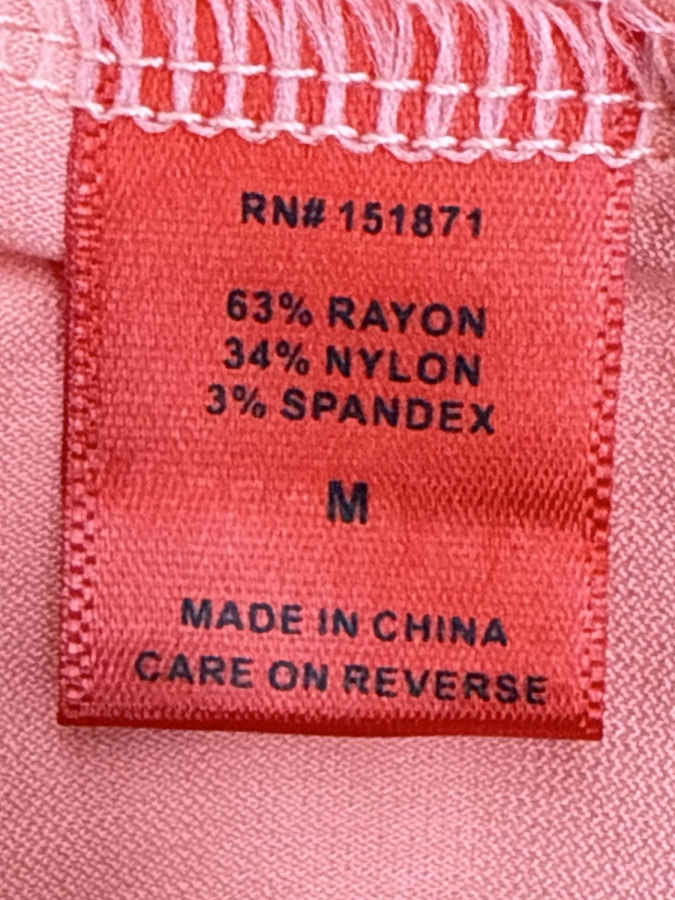 RN# 151871
63% RAYON
34% NYLON
3% SPANDEX
M
MADE IN CHINA
CARE ON REVERSE